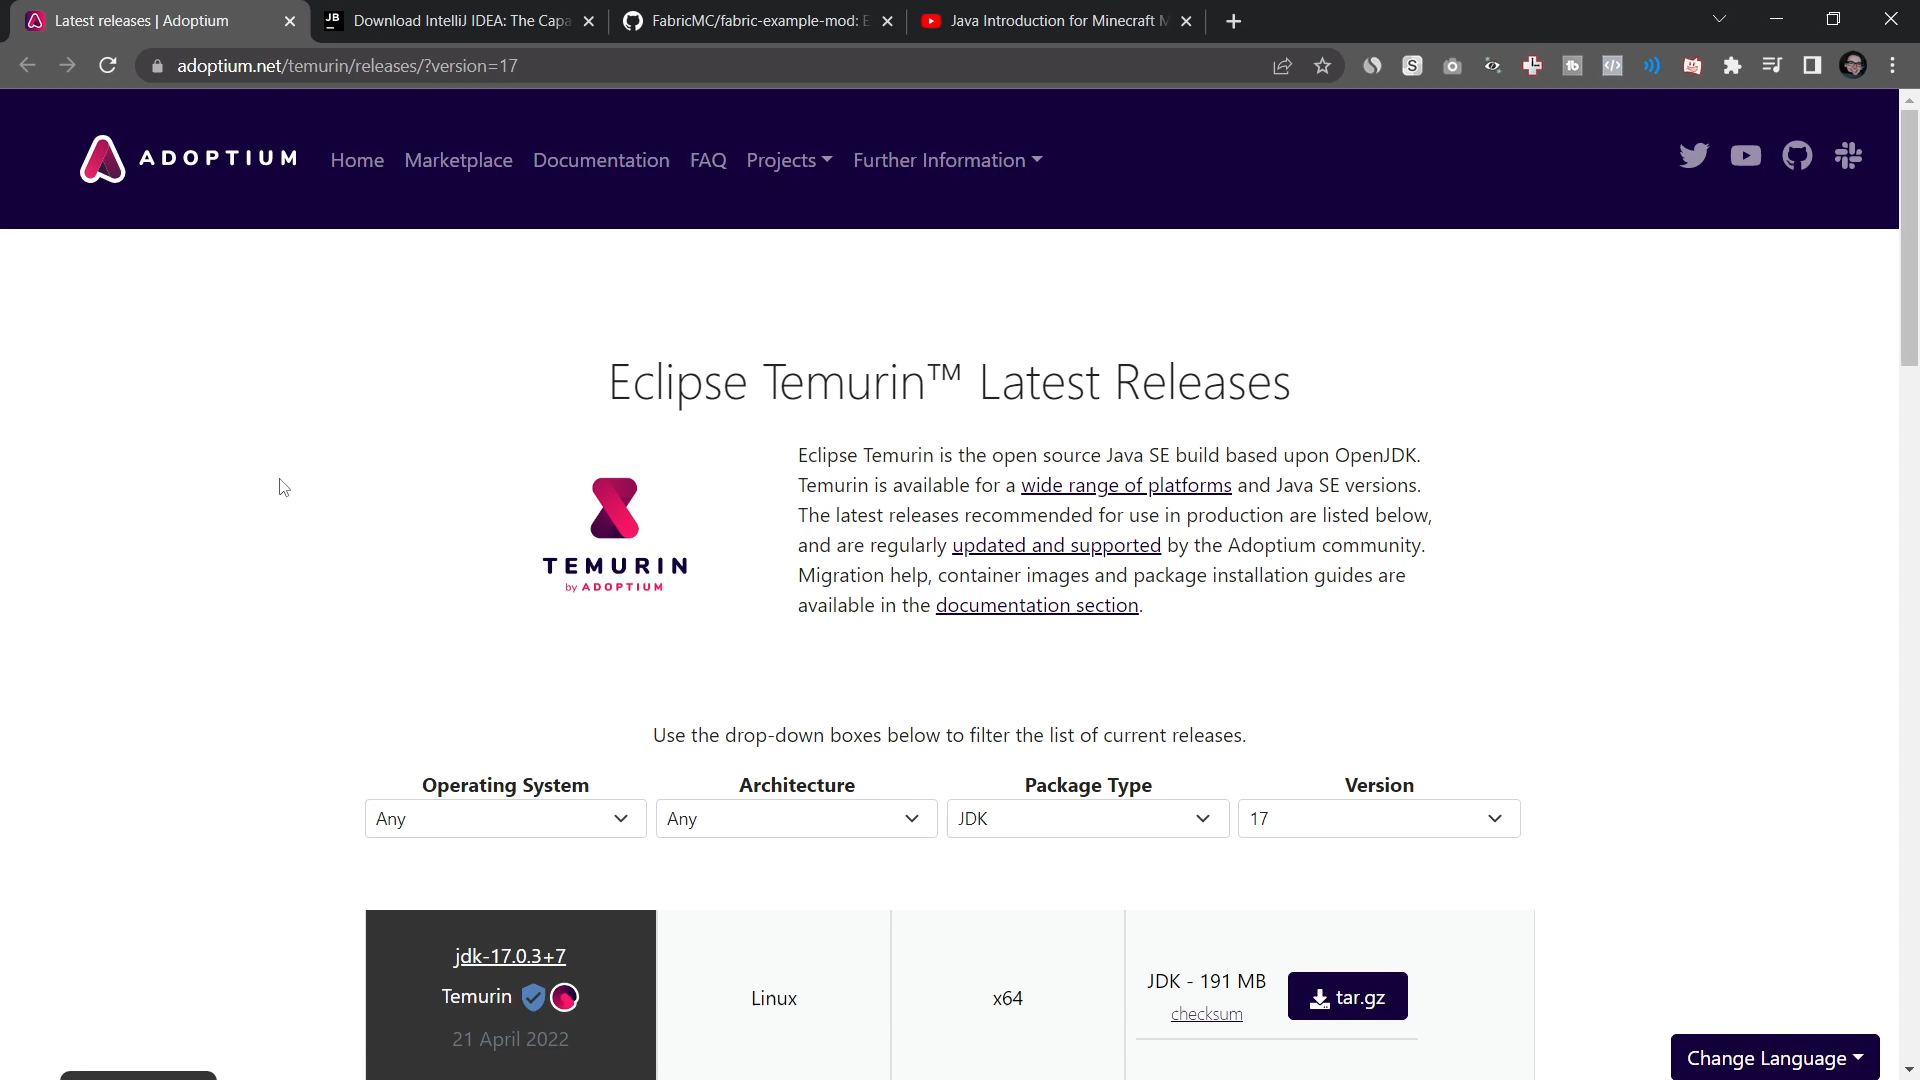 Latest releases | Adoptium
Download IntelliJ IDEA: The Capa
FabricMC/fabric-example-mod: E
Java Introduction for Minecraft M
adoptium.net/temurin/releases/?version=17
ADOPTIUM
Home
Marketplace
Documentation
FAQ
Projects
Further Information
Eclipse Temurin™ Latest Releases
TEMURIN
by ADOPTIUM
Eclipse Temurin is the open source Java SE build based upon OpenJDK.
Temurin is available for a wide range of platforms and Java SE versions.
The latest releases recommended for use in production are listed below,
and are regularly updated and supported by the Adoptium community.
Migration help, container images and package installation guides are
available in the documentation section.
Use the drop-down boxes below to filter the list of current releases.
Operating System
Architecture
Package Type
Version
Any
Any
JDK
17
jdk-17.0.3+7
Temurin
21 April 2022
Linux
x64
JDK - 191 MB
checksum
tar.gz
Change Language